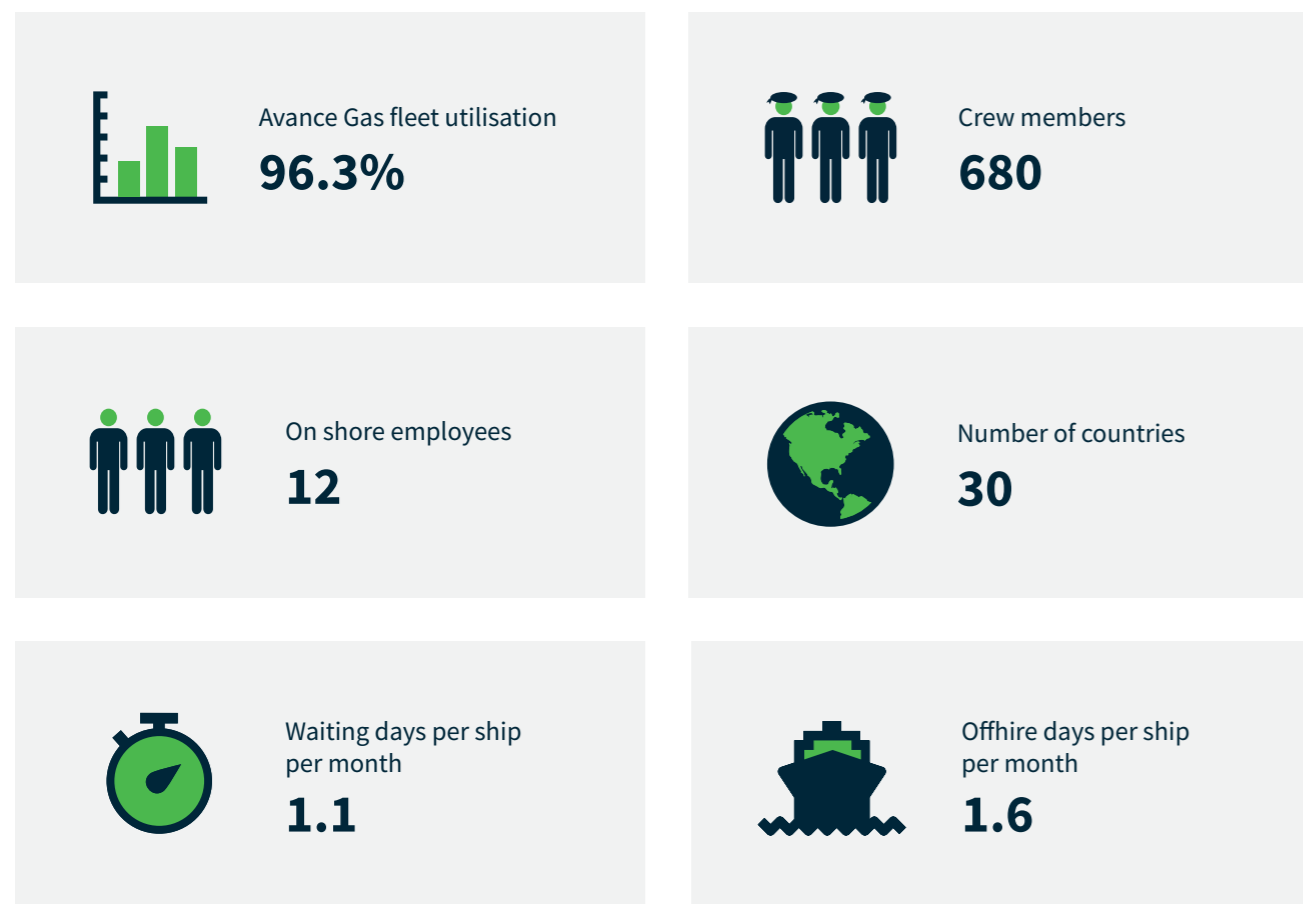 Avance Gas fleet utilisation
96.3%
Crew members
680
On shore employees
12
Number of countries
30
Waiting days per ship
per month
1.1
Offhire days per ship
per month
1.6